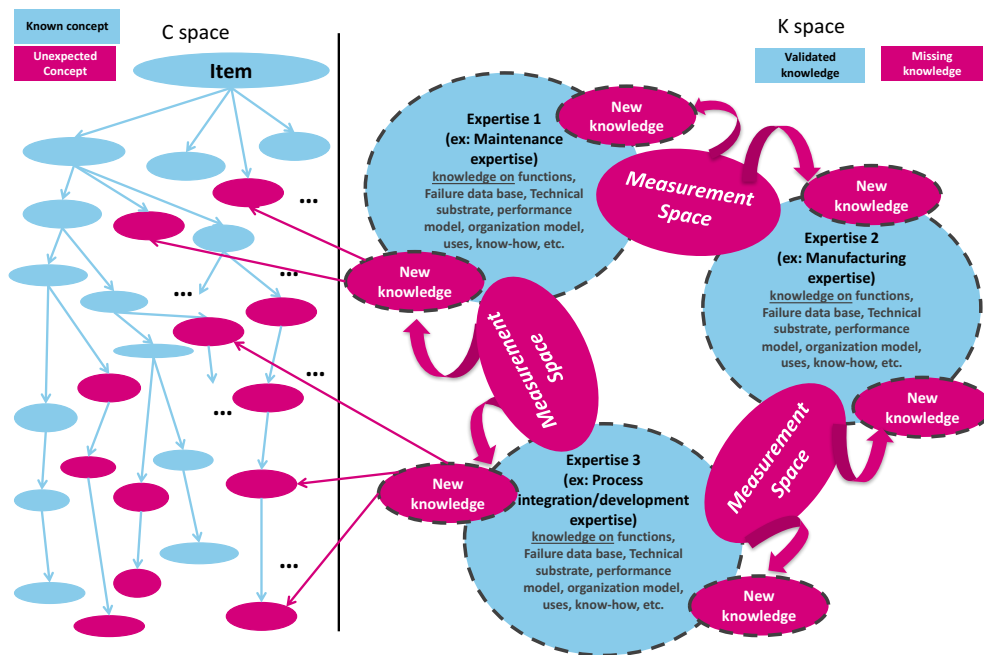 Known concept
C space
Unexpected
Concept
Item
...
...
...
...
...
...
K space
Validated
knowledge
Missing
knowledge
Expertise 1
(ex: Maintenance
expertise)
knowledge on functions,
Failure data base, Technical
substrate, performance
model, organization model,
uses, know-how, etc.
New
knowledge
Measurement
Space
New
knowledge
Expertise 2
(ex: Manufacturing
expertise)
knowledge on functions,
Failure data base, Technical
substrate, performance
model, organization model,
uses, know-how, etc.
New
knowledge
Measurement
Space
New
knowledge
Measurement
Space
New
knowledge
Expertise 3
(ex: Process
integration/development
expertise)
knowledge on functions,
Failure data base, Technical
substrate, performance
model, organization model,
uses, know-how, etc.
New
knowledge